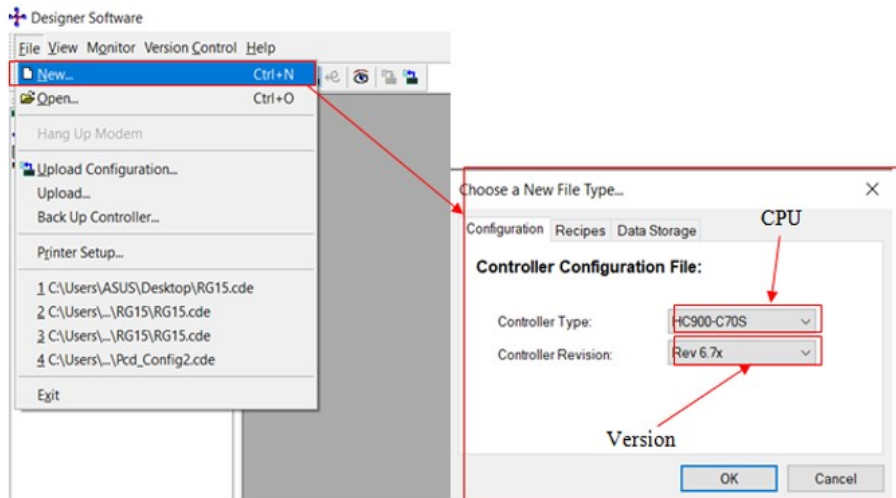 Designer Software
File View Monitor Version Control Help
New... Ctrl+N
Open... Ctrl+O
Hang Up Modem
Upload Configuration...
Upload...
Back Up Controller...
Printer Setup...
1 C:\Users\ASUS\Desktop\RG15.cde
2 C:\Users\...\RG15\RG15.cde
3 C:\Users\...\RG15\RG15.cde
4 C:\Users\...\Pcd_Config2.cde
Exit
Choose a New File Type...
Configuration Recipes Data Storage
CPU
Controller Configuration File:
Controller Type: HC900-C70S
Controller Revision: Rev 6.7x
Version
OK Cancel